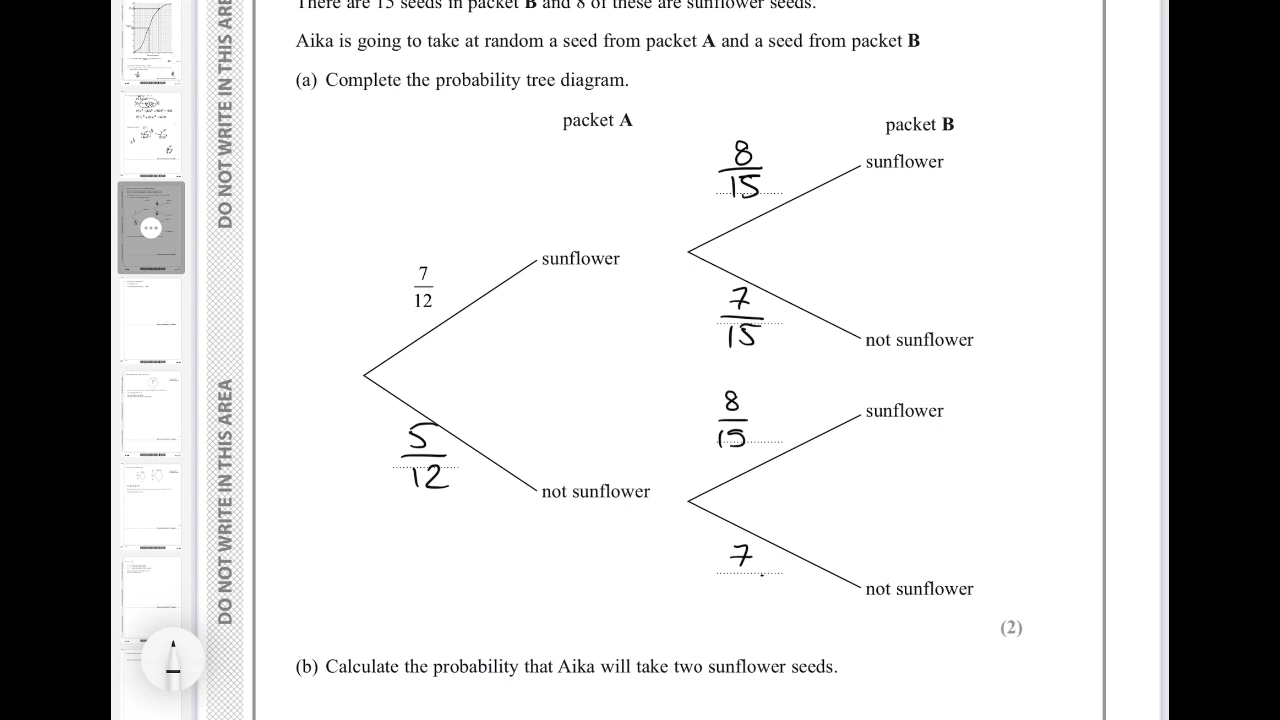 There are 15 seeds in packet B and 8 of these are sunflower seeds.
Aika is going to take at random a seed from packet A and a seed from packet B
(a) Complete the probability tree diagram.
packet A
packet B
8
15
sunflower
sunflower
7
12
7
15
not sunflower
8
15
sunflower
5
12
not sunflower
7
not sunflower
(2)
(b) Calculate the probability that Aika will take two sunflower seeds.
DO NOT WRITE IN THIS AREA
DO NOT WRITE IN THIS AREA